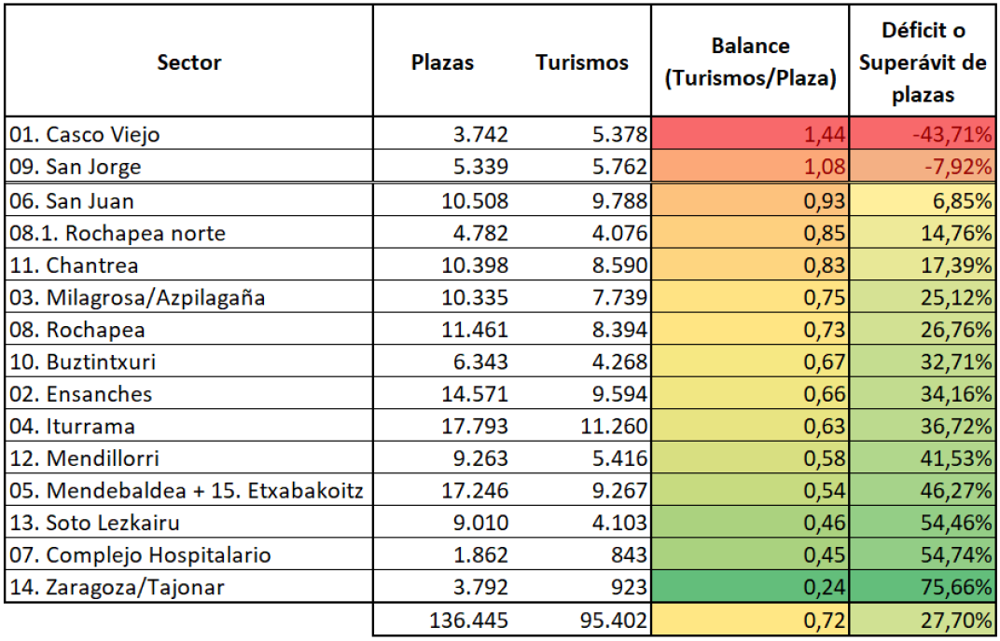 Sector Plazas Turismos Balance (Turismos/Plaza) Déficit o Superávit de plazas
01. Casco Viejo 3.742 5.378 1,44 -43,71%
09. San Jorge 5.339 5.762 1,08 -7,92%
06. San Juan 10.508 9.788 0,93 6,85%
08.1. Rochapea norte 4.782 4.076 0,85 14,76%
11. Chantrea 10.398 8.590 0,83 17,39%
03. Milagrosa/Azpilagaña 10.335 7.739 0,75 25,12%
08. Rochapea 11.461 8.394 0,73 26,76%
10. Buztintxuri 6.343 4.268 0,67 32,71%
02. Ensanches 14.571 9.594 0,66 34,16%
04. Iturrama 17.793 11.260 0,63 36,72%
12. Mendillorri 9.263 5.416 0,58 41,53%
05. Mendebaldea + 15. Etxabakoitz 17.246 9.267 0,54 46,27%
13. Soto Lezkairu 9.010 4.103 0,46 54,46%
07. Complejo Hospitalario 1.862 843 0,45 54,74%
14. Zaragoza/Tajonar 3.792 923 0,24 75,66%
136.445 95.402 0,72 27,70%